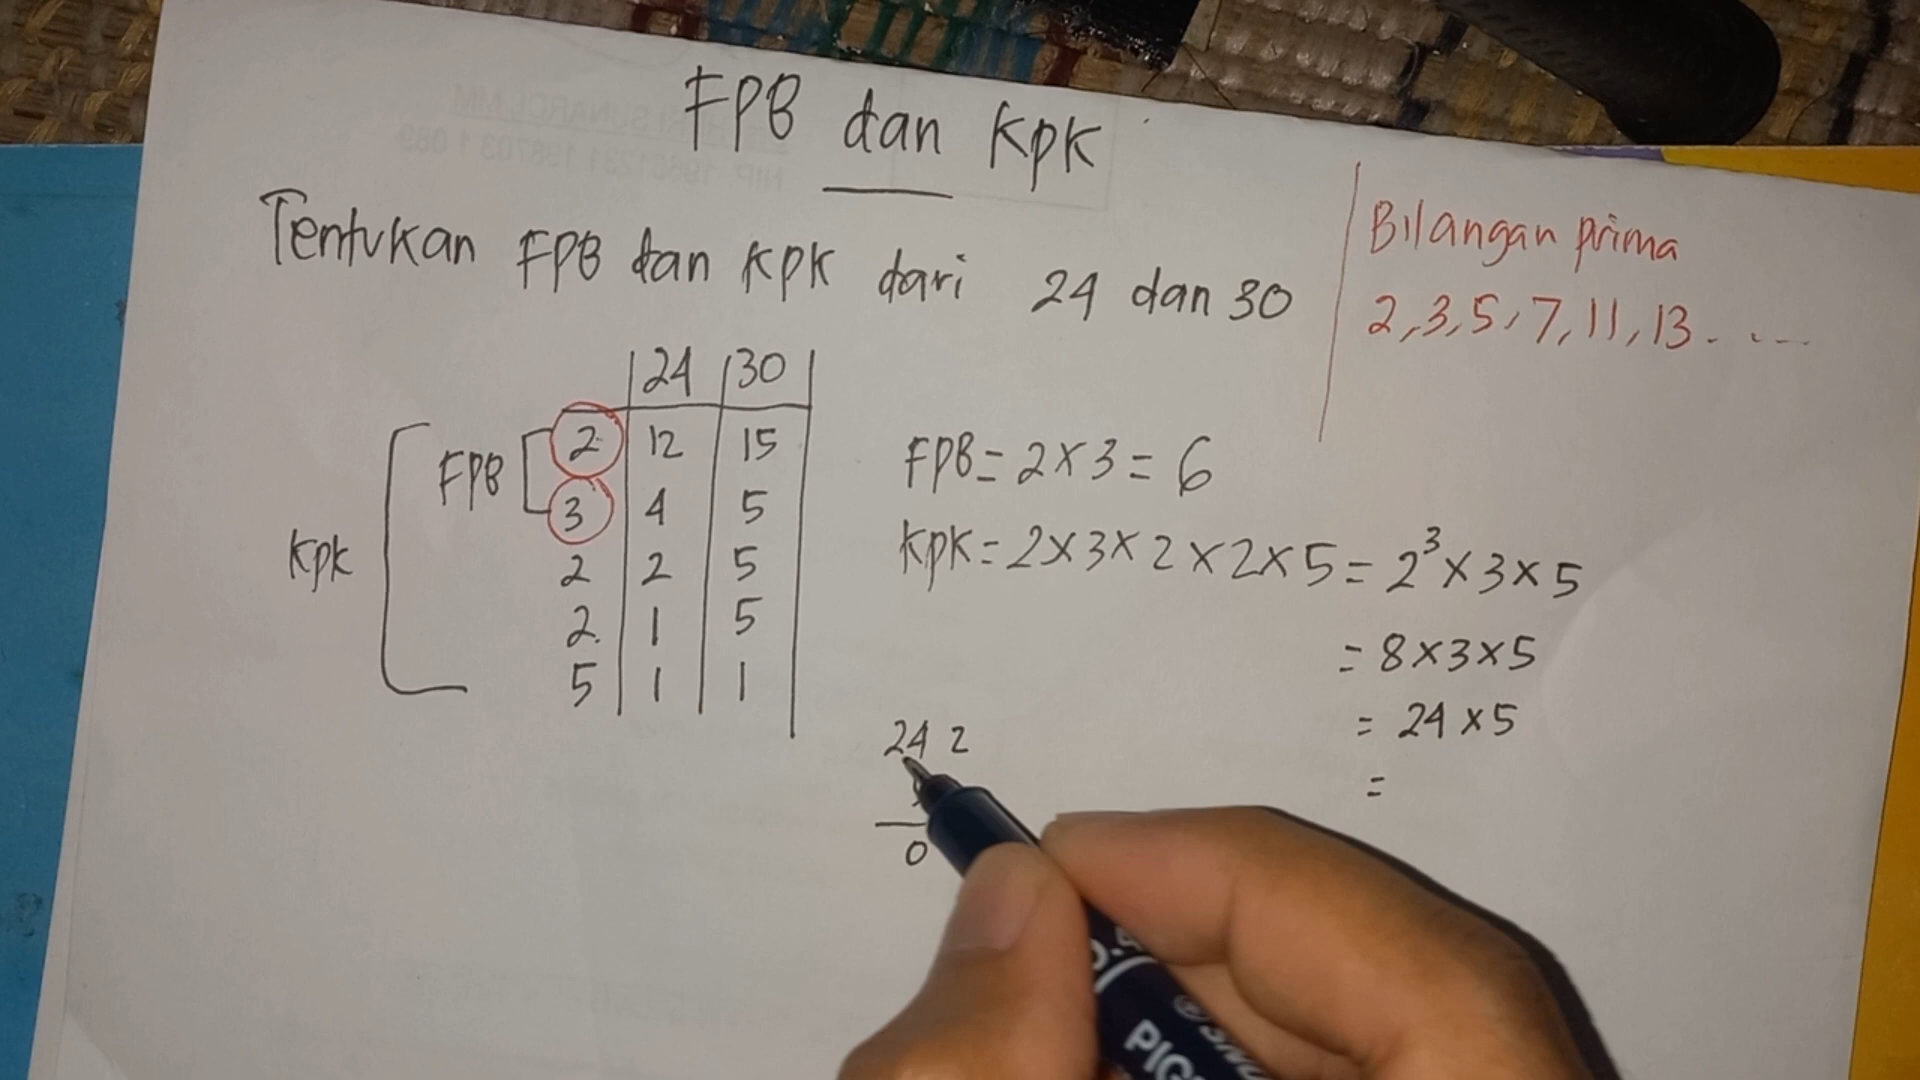 FPB dan KPK
Tentukan FPB dan KPK dari 24 dan 30
Bilangan prima
2, 3, 5, 7, 11, 13 . . ...
24 30
FPB 2 12 15
3 4 5
KPK 2 2 5
2 1 5
5 1 1
FPB = 2 × 3 = 6
KPK = 2 × 3 × 2 × 2 × 5 = 2³ × 3 × 5
= 8 × 3 × 5
= 24 × 5
=
24 2
0